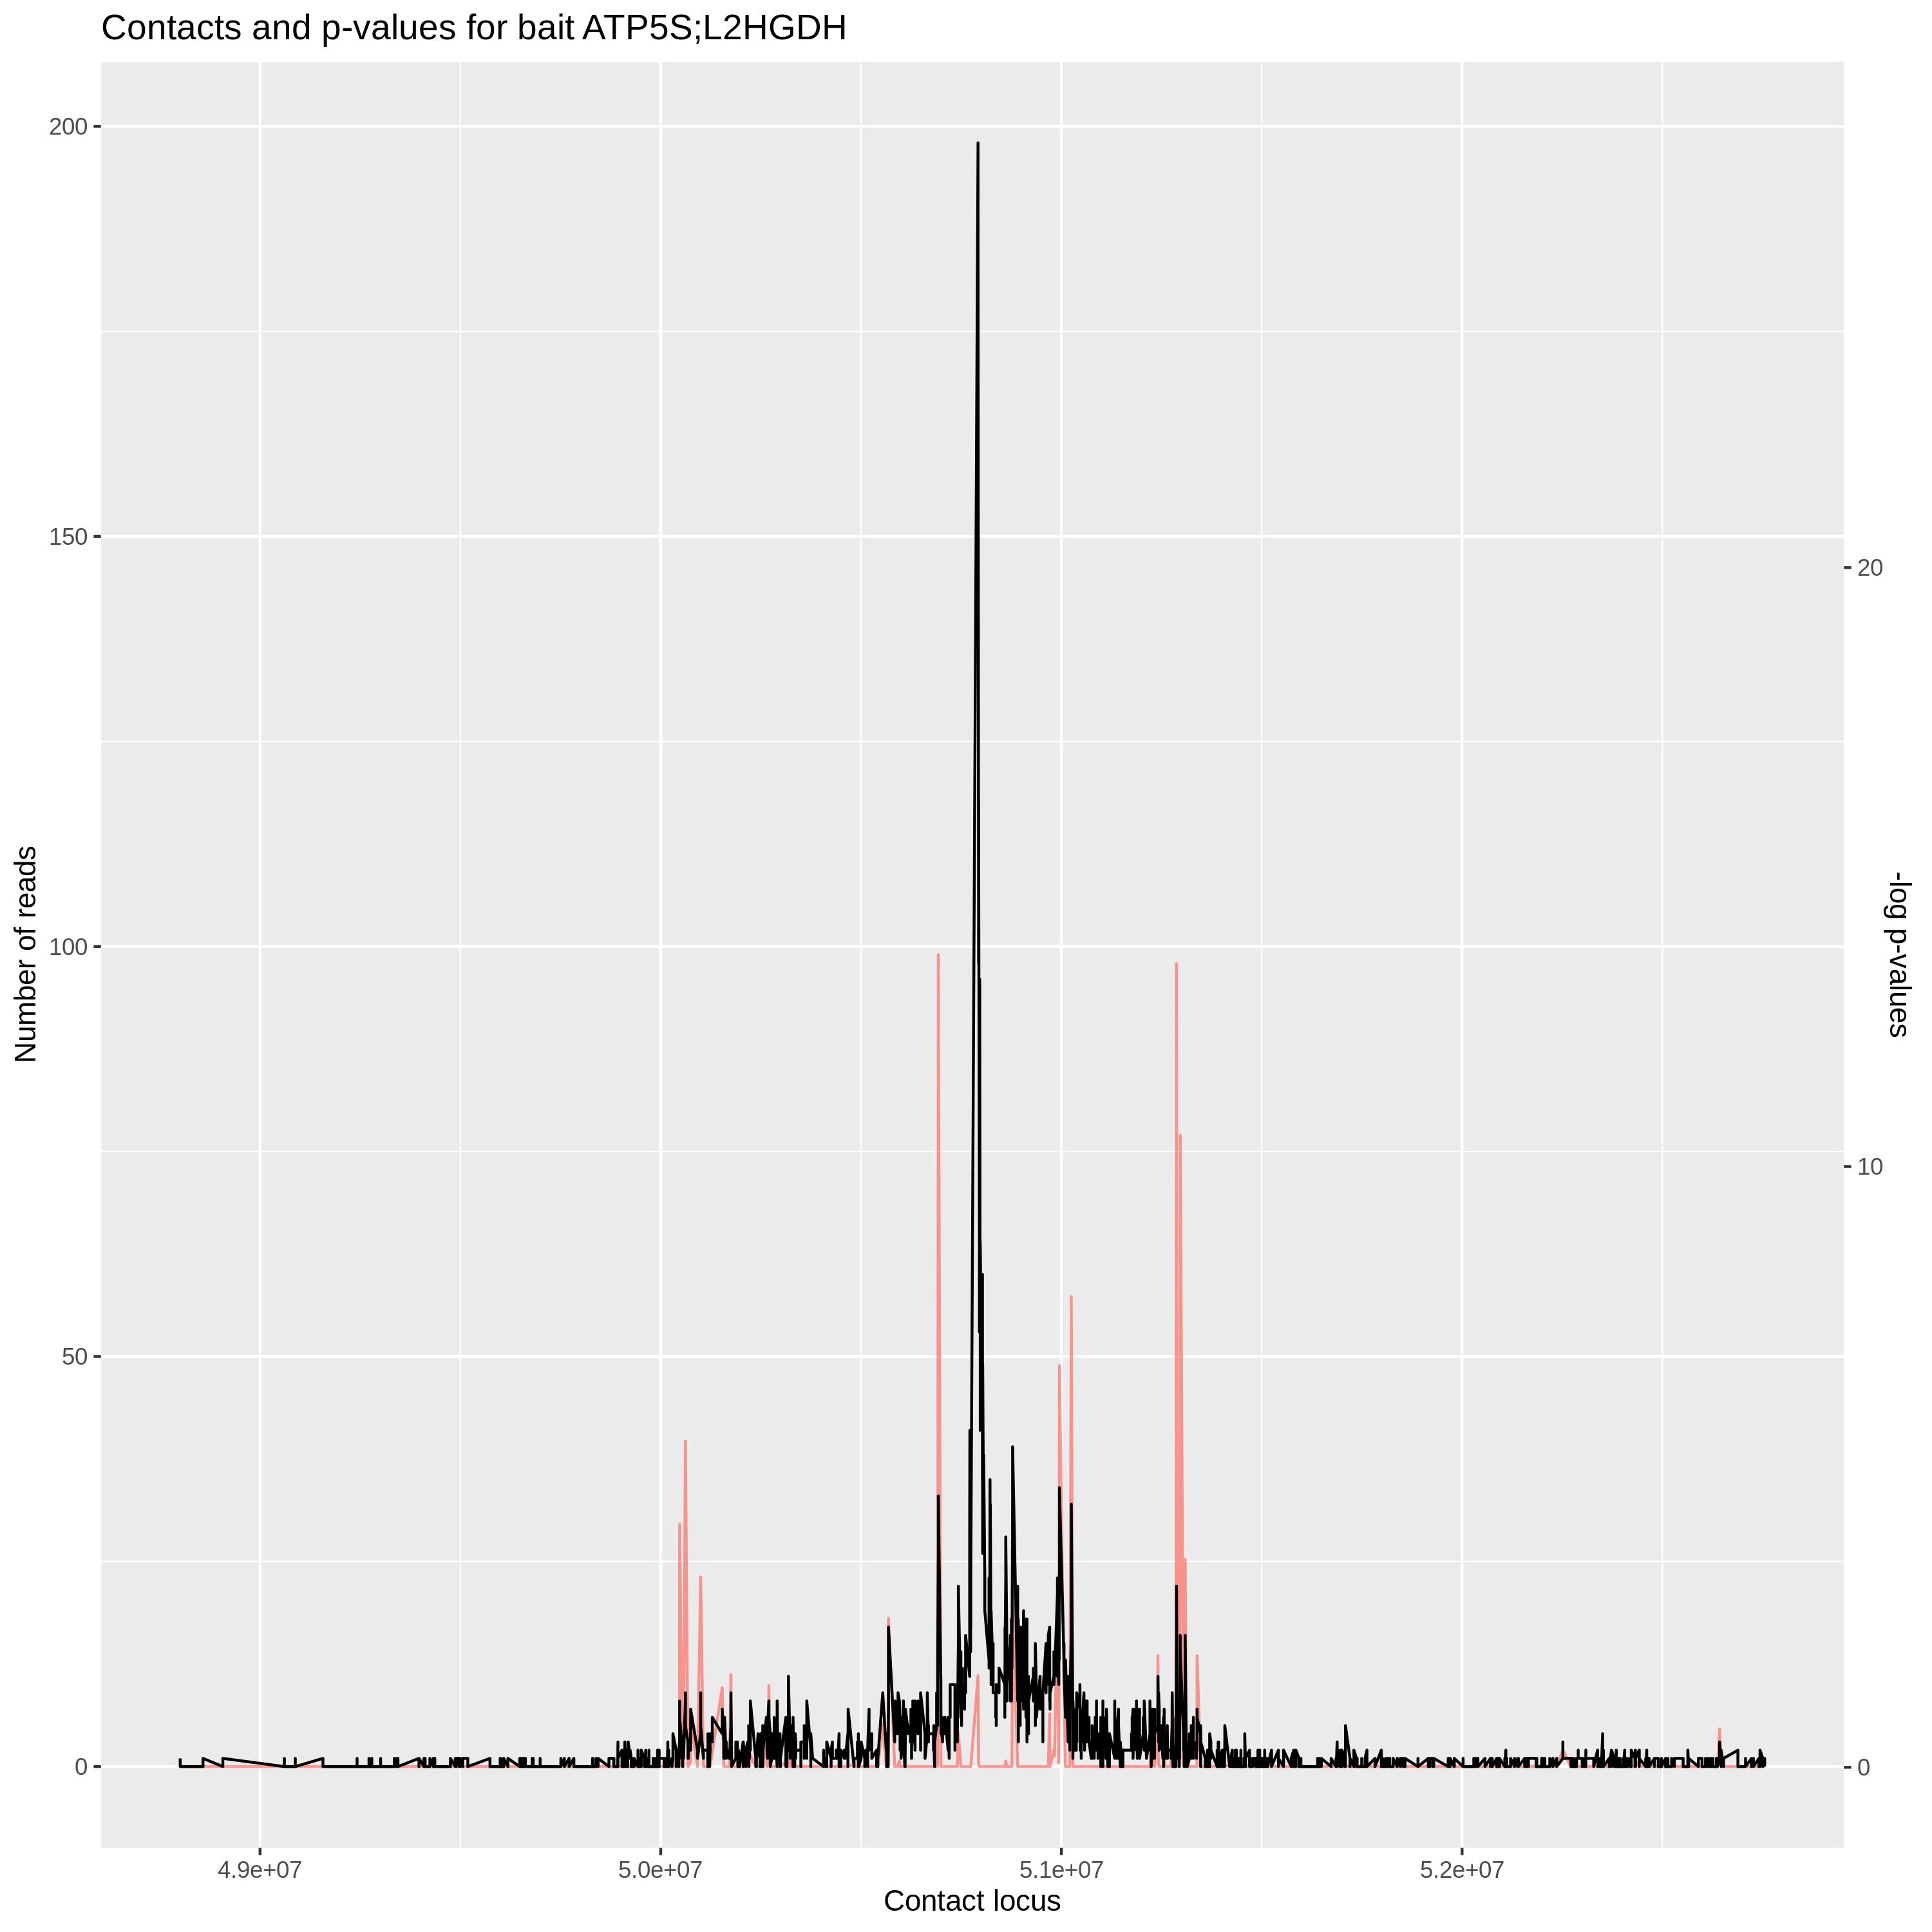 Contacts and p-values for bait ATP5S;L2HGDH
200
150
100
50
0
Number of reads
20
10
0
-log p-values
4.9e+07
5.0e+07
5.1e+07
5.2e+07
Contact locus